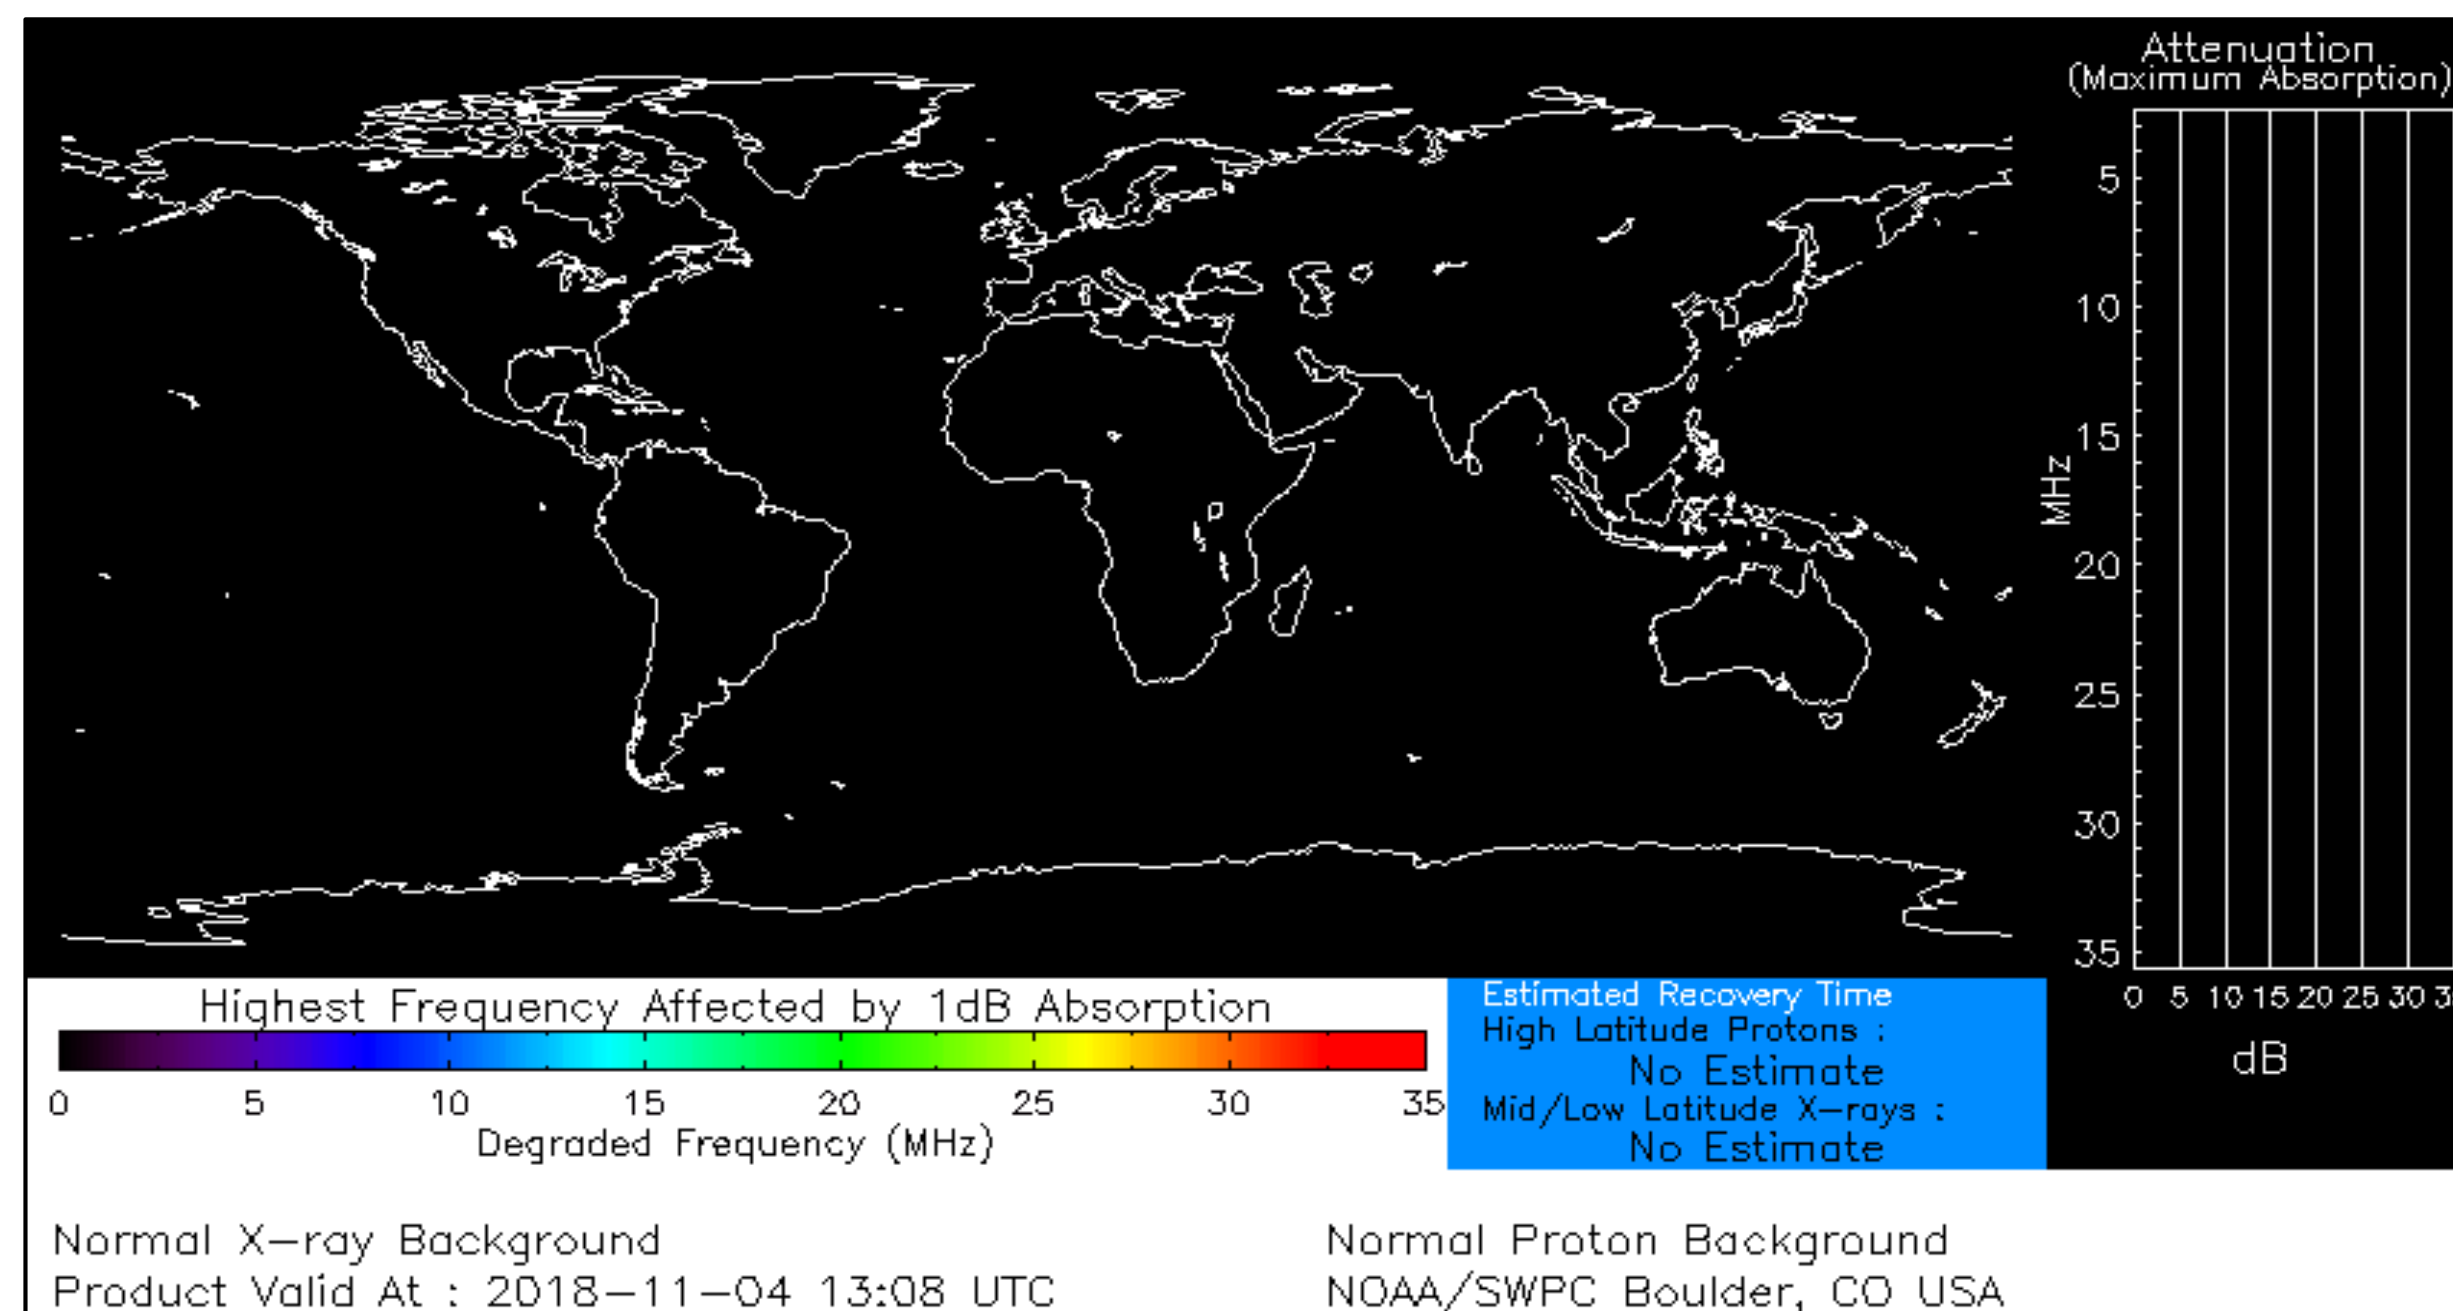 Attenuation
(Maximum Absorption)
5
10
15
20
25
30
35
MHz
0 5 10 15 20 25 30
dB
Highest Frequency Affected by 1dB Absorption
0 5 10 15 20 25 30 35
Degraded Frequency (MHz)
Estimated Recovery Time
High Latitude Protons :
No Estimate
Mid/Low Latitude X-rays :
No Estimate
Normal X-ray Background
Normal Proton Background
Product Valid At : 2018-11-04 13:08 UTC
NOAA/SWPC Boulder, CO USA